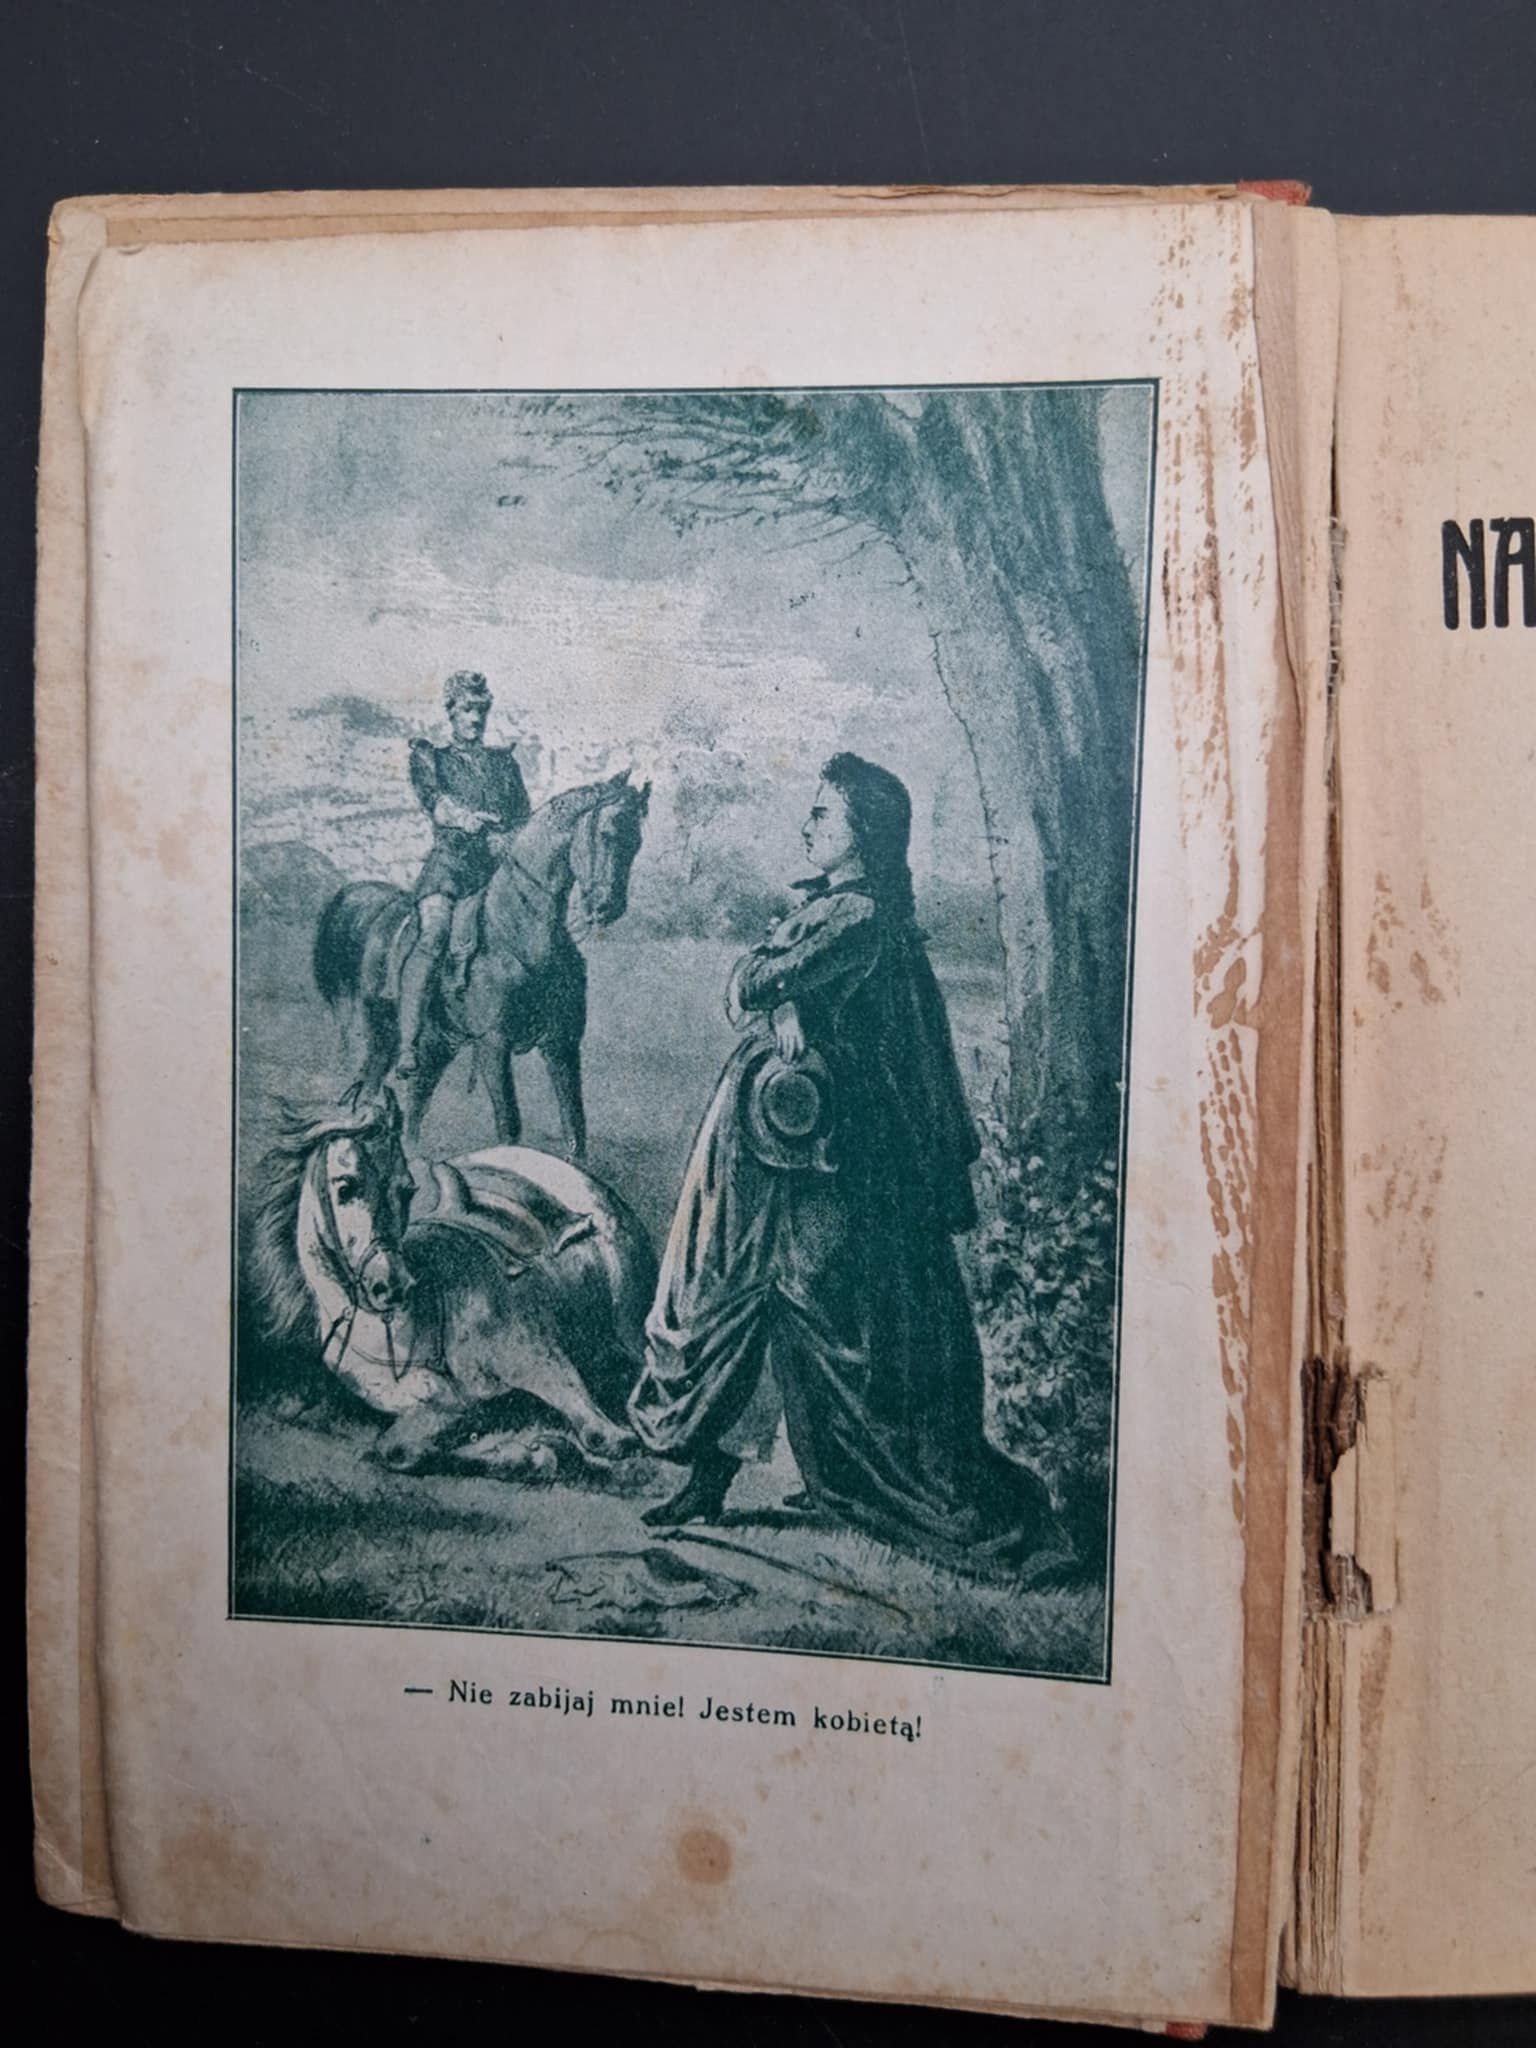 — Nie zabijaj mnie! Jestem kobietą!
NA